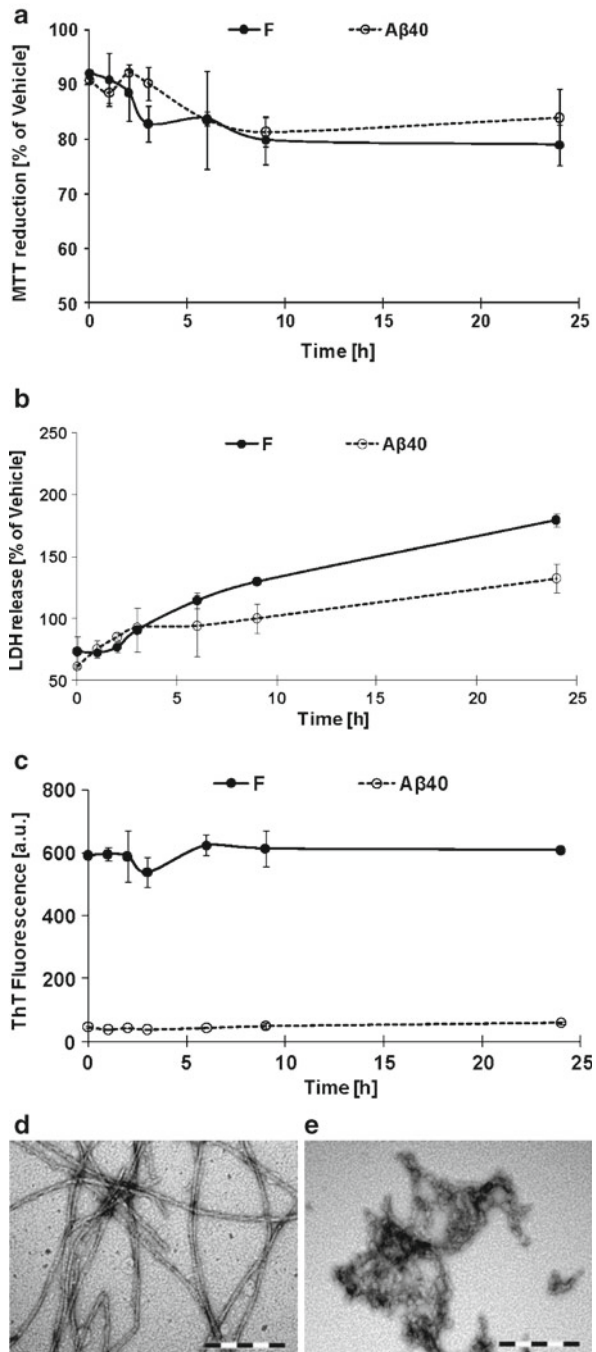 a
F Aβ40
100
90
80
70
60
50
MTT reduction [% of Vehicle]
0 5 10 15 20 25
Time [h]
b
F Aβ40
250
200
150
100
50
LDH release [% of Vehicle]
0 5 10 15 20 25
Time [h]
c
F Aβ40
800
600
400
200
0
ThT Fluorescence [a.u.]
0 5 10 15 20 25
Time [h]
d e